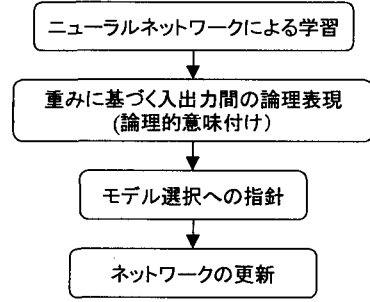 ニューラルネットワークによる学習
重みに基づく入出力間の論理表現
(論理的意味付け)
モデル選択への指針
ネットワークの更新